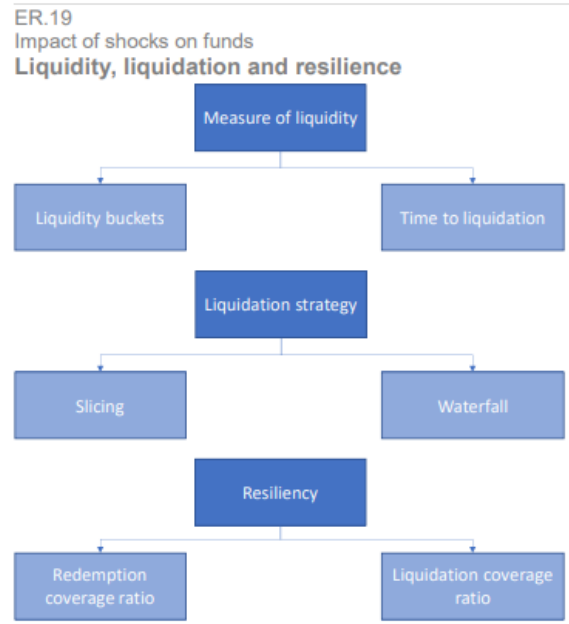 ER.19
Impact of shocks on funds
Liquidity, liquidation and resilience
Measure of liquidity
Liquidity buckets
Time to liquidation
Liquidation strategy
Slicing
Waterfall
Resiliency
Redemption
coverage ratio
Liquidation coverage
ratio